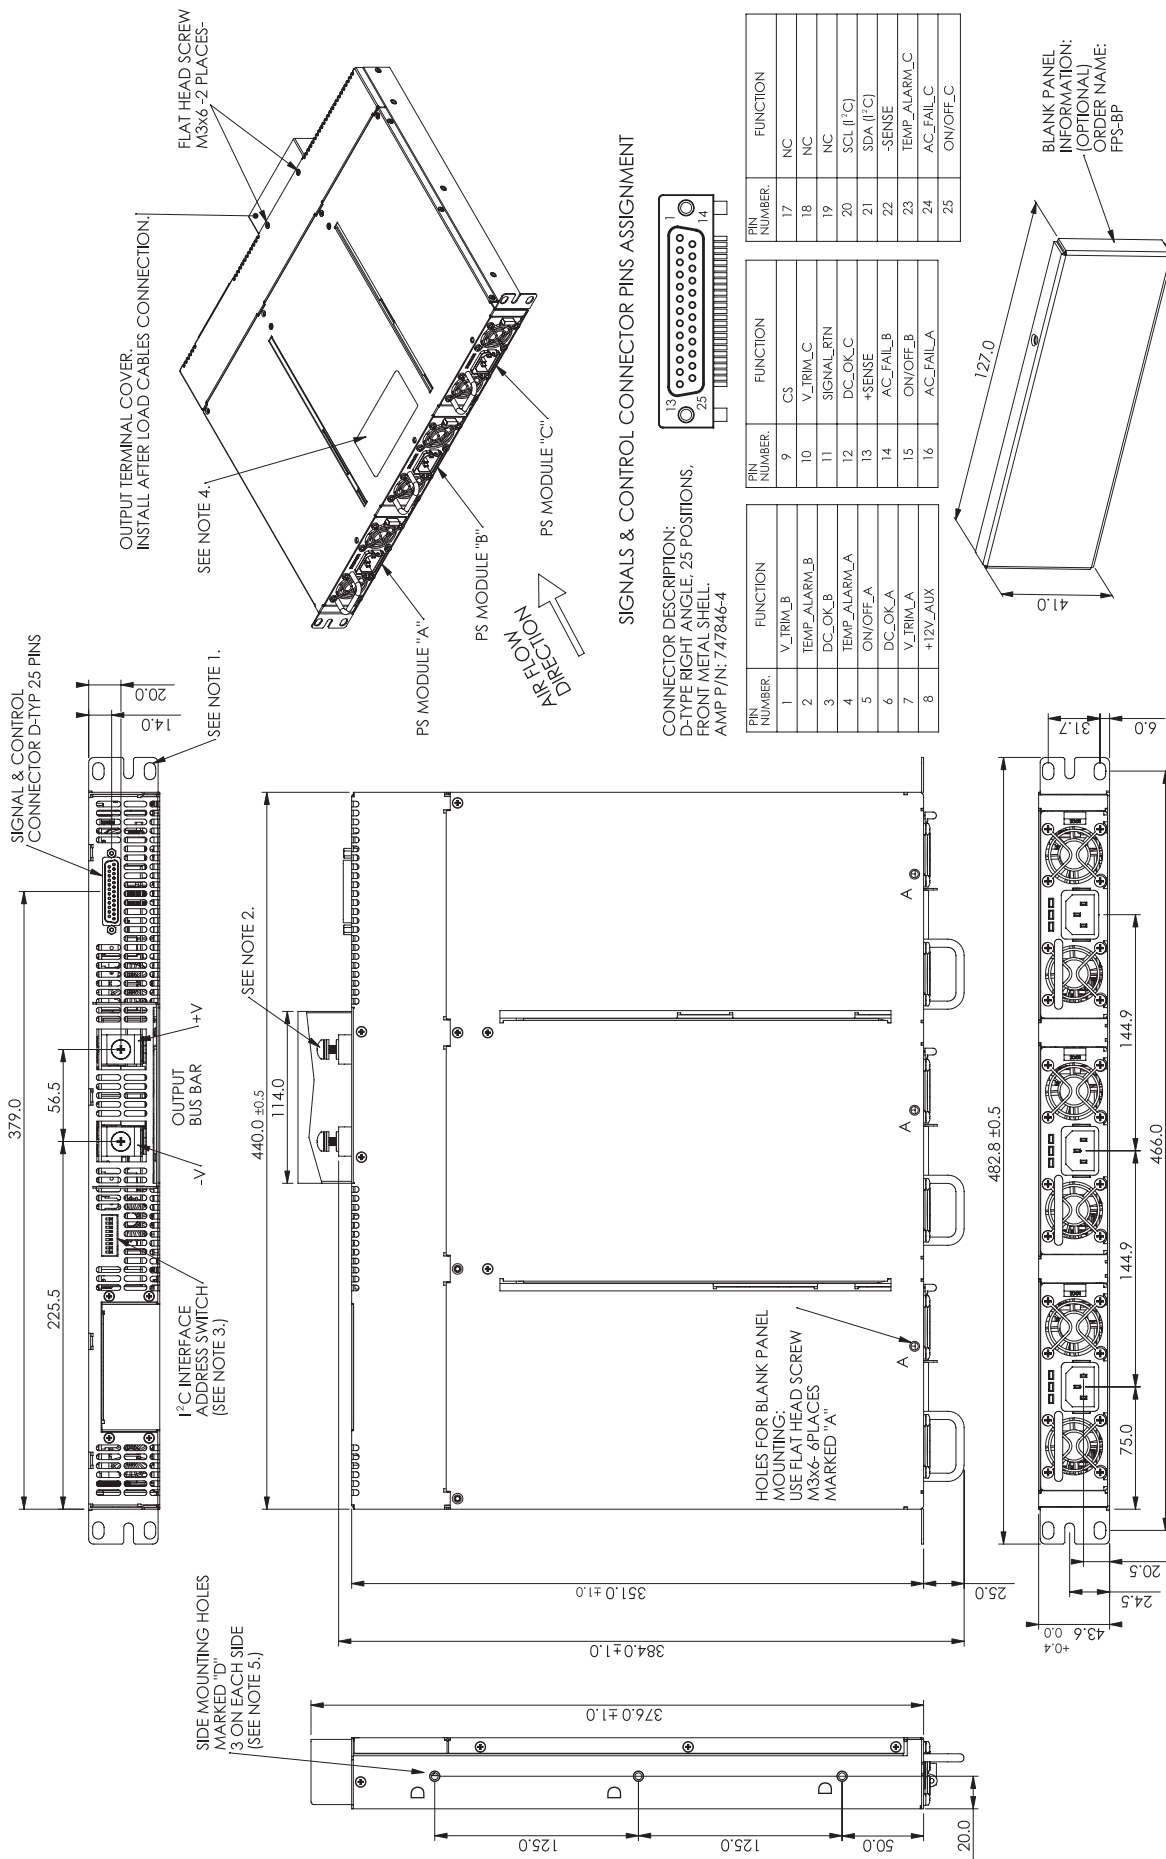 SIGNAL & CONTROL
CONNECTOR D-TYP 25 PINS
379.0
56.5
225.5
14.0
20.0
SEE NOTE 1.
+V
OUTPUT
BUS BAR
-V
I²C INTERFACE
ADDRESS SWITCH
(SEE NOTE 3.)
OUTPUT TERMINAL COVER.
INSTALL AFTER LOAD CABLES CONNECTION.
FLAT HEAD SCREW
M3x6 -2 PLACES-
SEE NOTE 4.
PS MODULE "A"
PS MODULE "B"
PS MODULE "C"
AIR FLOW
DIRECTION
SIDE MOUNTING HOLES
MARKED "D"
3 ON EACH SIDE
(SEE NOTE 5.)
376.0 ±1.0
D
D
D
125.0
125.0
50.0
20.0
SEE NOTE 2.
440.0 ±0.5
114.0
384.0 ±1.0
351.0 ±1.0
25.0
HOLES FOR BLANK PANEL
MOUNTING:
USE FLAT HEAD SCREW
M3x6- 6PLACES
MARKED "A"
A
A
A
SIGNALS & CONTROL CONNECTOR PINS ASSIGNMENT
CONNECTOR DESCRIPTION:
D-TYPE RIGHT ANGLE, 25 POSITIONS,
FRONT METAL SHELL.
AMP P/N: 747846-4
13
1
25
14
PIN NUMBER. FUNCTION
1 V_TRIM_B
2 TEMP_ALARM_B
3 DC_OK_B
4 TEMP_ALARM_A
5 ON/OFF_A
6 DC_OK_A
7 V_TRIM_A
8 +12V_AUX
PIN NUMBER. FUNCTION
9 CS
10 V_TRIM_C
11 SIGNAL_RTN
12 DC_OK_C
13 +SENSE
14 AC_FAIL_B
15 ON/OFF_B
16 AC_FAIL_A
PIN NUMBER. FUNCTION
17 NC
18 NC
19 NC
20 SCL (I²C)
21 SDA (I²C)
22 -SENSE
23 TEMP_ALARM_C
24 AC_FAIL_C
25 ON/OFF_C
482.8 ±0.5
31.7
6.0
144.9
144.9
75.0
466.0
20.5
24.5
43.6 +0.4 0.0
127.0
41.0
BLANK PANEL
INFORMATION:
(OPTIONAL)
ORDER NAME:
FPS-BP